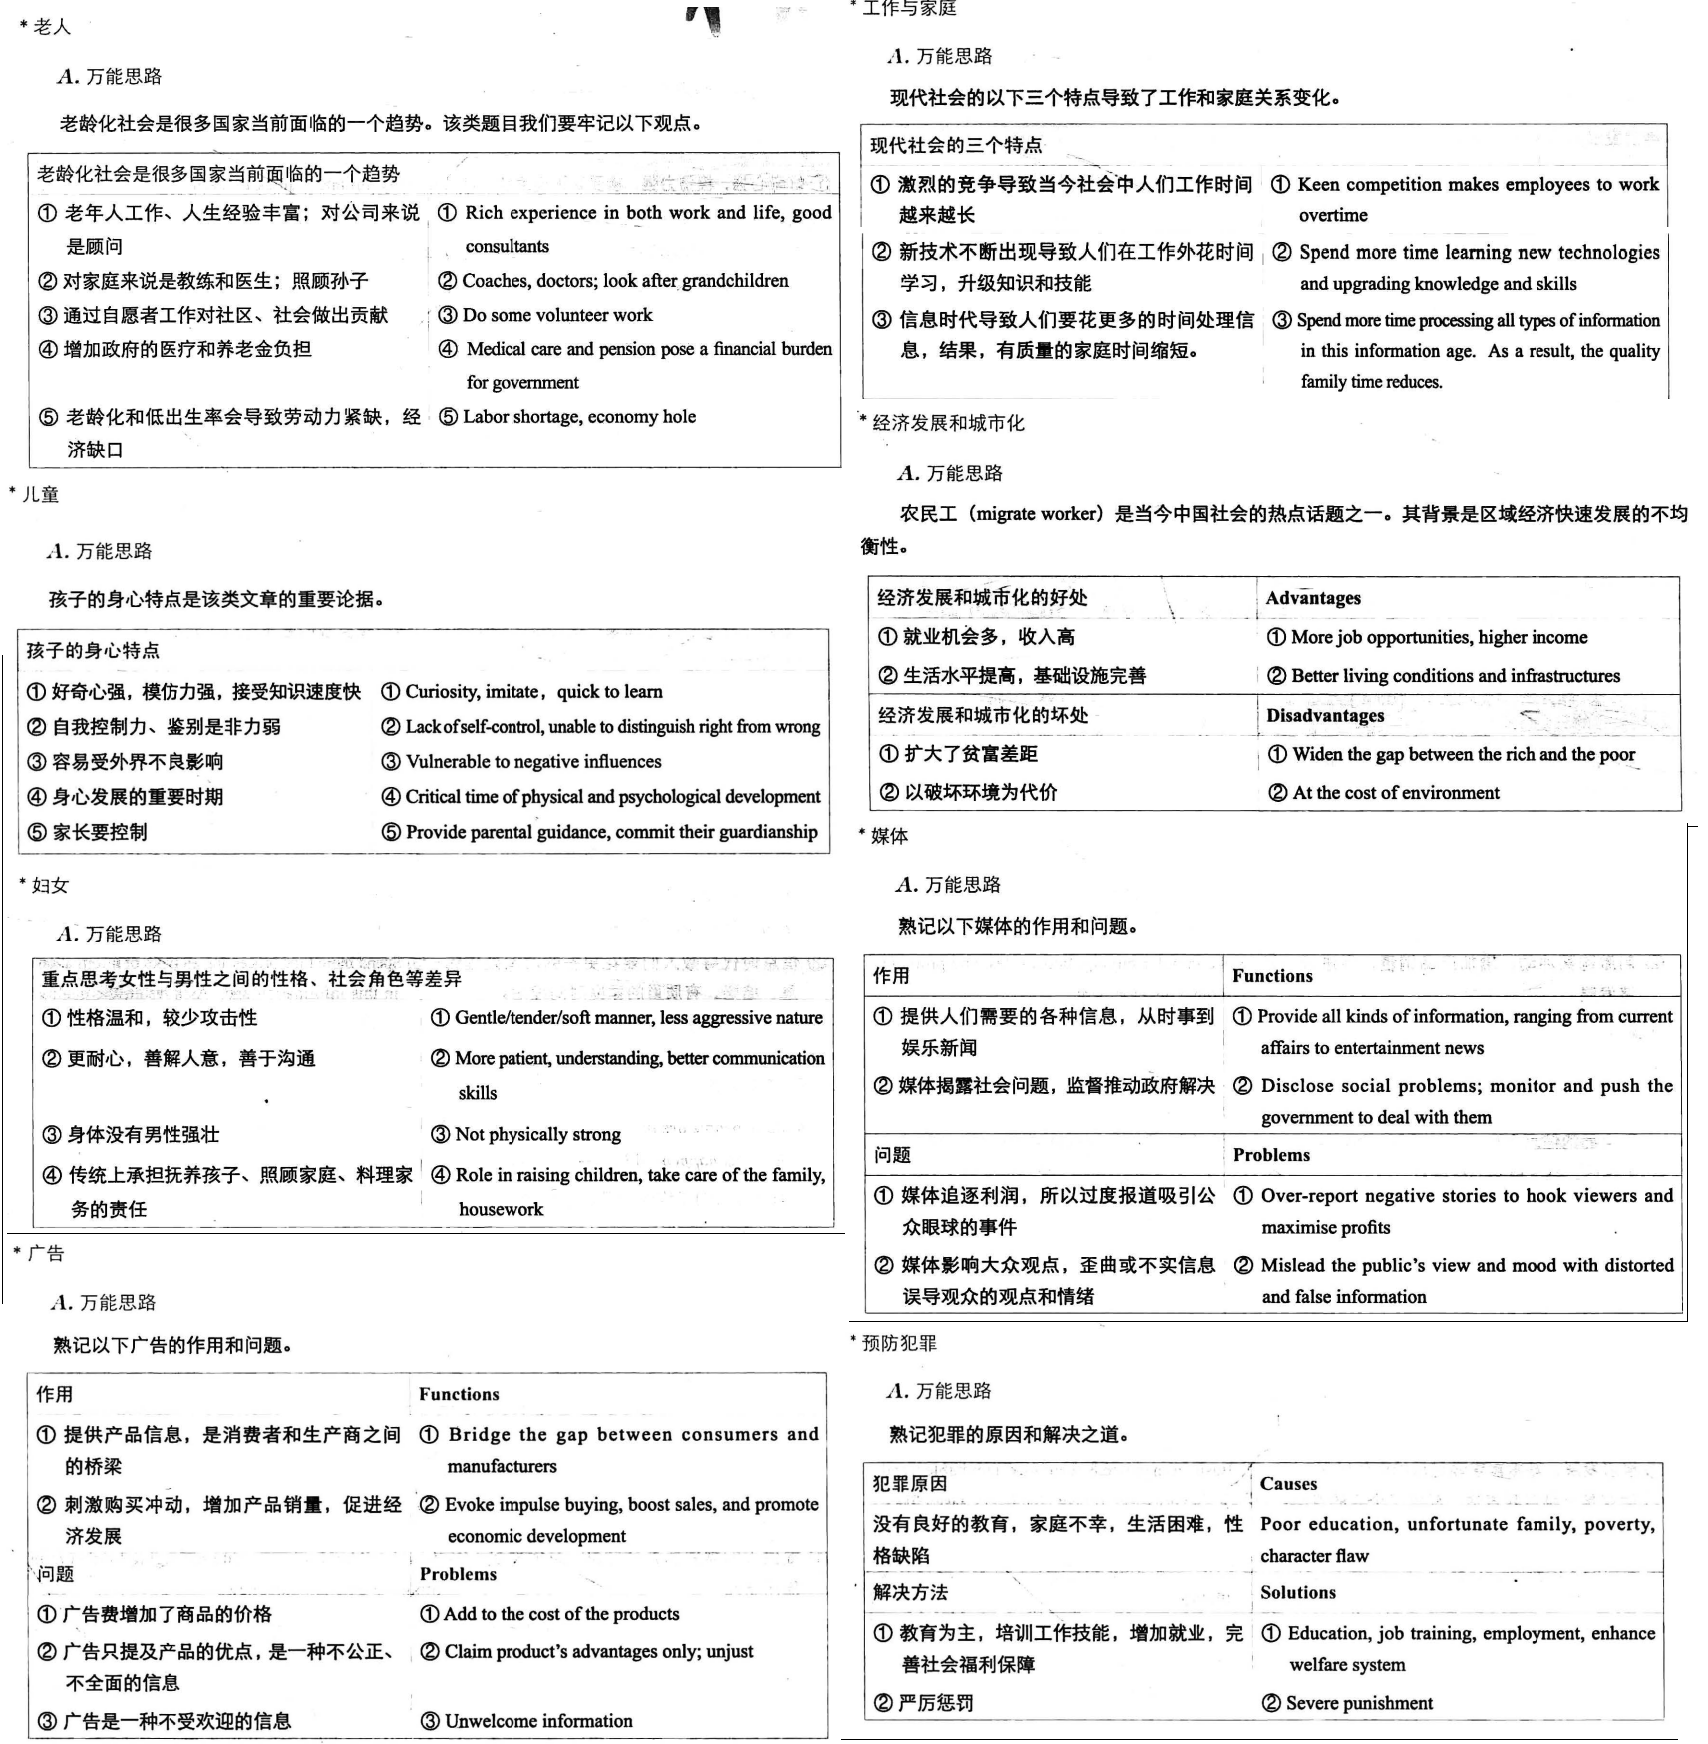 * 老人
A. 万能思路
老龄化社会是很多国家当前面临的一个趋势。该类题目我们要牢记以下观点。
老龄化社会是很多国家当前面临的一个趋势
① 老年人工作、人生经验丰富；对公司来说
是顾问
① Rich experience in both work and life, good
consultants
② 对家庭来说是教练和医生；照顾孙子
② Coaches, doctors; look after grandchildren
③ 通过自愿者工作对社区、社会做出贡献
③ Do some volunteer work
④ 增加政府的医疗和养老金负担
④ Medical care and pension pose a financial burden
for government
⑤ 老龄化和低出生率会导致劳动力紧缺，经
济缺口
⑤ Labor shortage, economy hole
* 儿童
A. 万能思路
孩子的身心特点是该类文章的重要论据。
孩子的身心特点
① 好奇心强，模仿力强，接受知识速度快
① Curiosity, imitate，quick to learn
② 自我控制力、鉴别是非力弱
② Lack of self-control, unable to distinguish right from wrong
③ 容易受外界不良影响
③ Vulnerable to negative influences
④ 身心发展的重要时期
④ Critical time of physical and psychological development
⑤ 家长要控制
⑤ Provide parental guidance, commit their guardianship
* 妇女
A. 万能思路
重点思考女性与男性之间的性格、社会角色等差异
① 性格温和，较少攻击性
① Gentle/tender/soft manner, less aggressive nature
② 更耐心，善解人意，善于沟通
② More patient, understanding, better communication
skills
③ 身体没有男性强壮
③ Not physically strong
④ 传统上承担抚养孩子、照顾家庭、料理家
务的责任
④ Role in raising children, take care of the family,
housework
* 广告
A. 万能思路
熟记以下广告的作用和问题。
作用
Functions
① 提供产品信息，是消费者和生产商之间
的桥梁
① Bridge the gap between consumers and
manufacturers
② 刺激购买冲动，增加产品销量，促进经
济发展
② Evoke impulse buying, boost sales, and promote
economic development
问题
Problems
① 广告费增加了商品的价格
① Add to the cost of the products
② 广告只提及产品的优点，是一种不公正、
不全面的信息
② Claim product's advantages only; unjust
③ 广告是一种不受欢迎的信息
③ Unwelcome information
* 工作与家庭
A. 万能思路
现代社会的以下三个特点导致了工作和家庭关系变化。
现代社会的三个特点
① 激烈的竞争导致当今社会中人们工作时间
越来越长
① Keen competition makes employees to work
overtime
② 新技术不断出现导致人们在工作外花时间
学习，升级知识和技能
② Spend more time learning new technologies
and upgrading knowledge and skills
③ 信息时代导致人们要花更多的时间处理信
息，结果，有质量的家庭时间缩短。
③ Spend more time processing all types of information
in this information age. As a result, the quality
family time reduces.
* 经济发展和城市化
A. 万能思路
农民工（migrate worker）是当今中国社会的热点话题之一。其背景是区域经济快速发展的不均
衡性。
经济发展和城市化的好处
Advantages
① 就业机会多，收入高
① More job opportunities, higher income
② 生活水平提高，基础设施完善
② Better living conditions and infrastructures
经济发展和城市化的坏处
Disadvantages
① 扩大了贫富差距
① Widen the gap between the rich and the poor
② 以破坏环境为代价
② At the cost of environment
* 媒体
A. 万能思路
熟记以下媒体的作用和问题。
作用
Functions
① 提供人们需要的各种信息，从时事到
娱乐新闻
① Provide all kinds of information, ranging from current
affairs to entertainment news
② 媒体揭露社会问题，监督推动政府解决
② Disclose social problems; monitor and push the
government to deal with them
问题
Problems
① 媒体追逐利润，所以过度报道吸引公
众眼球的事件
① Over-report negative stories to hook viewers and
maximise profits
② 媒体影响大众观点，歪曲或不实信息
误导观众的观点和情绪
② Mislead the public's view and mood with distorted
and false information
* 预防犯罪
A. 万能思路
熟记犯罪的原因和解决之道。
犯罪原因
Causes
没有良好的教育，家庭不幸，生活困难，性
格缺陷
Poor education, unfortunate family, poverty,
character flaw
解决方法
Solutions
① 教育为主，培训工作技能，增加就业，完
善社会福利保障
① Education, job training, employment, enhance
welfare system
② 严厉惩罚
② Severe punishment